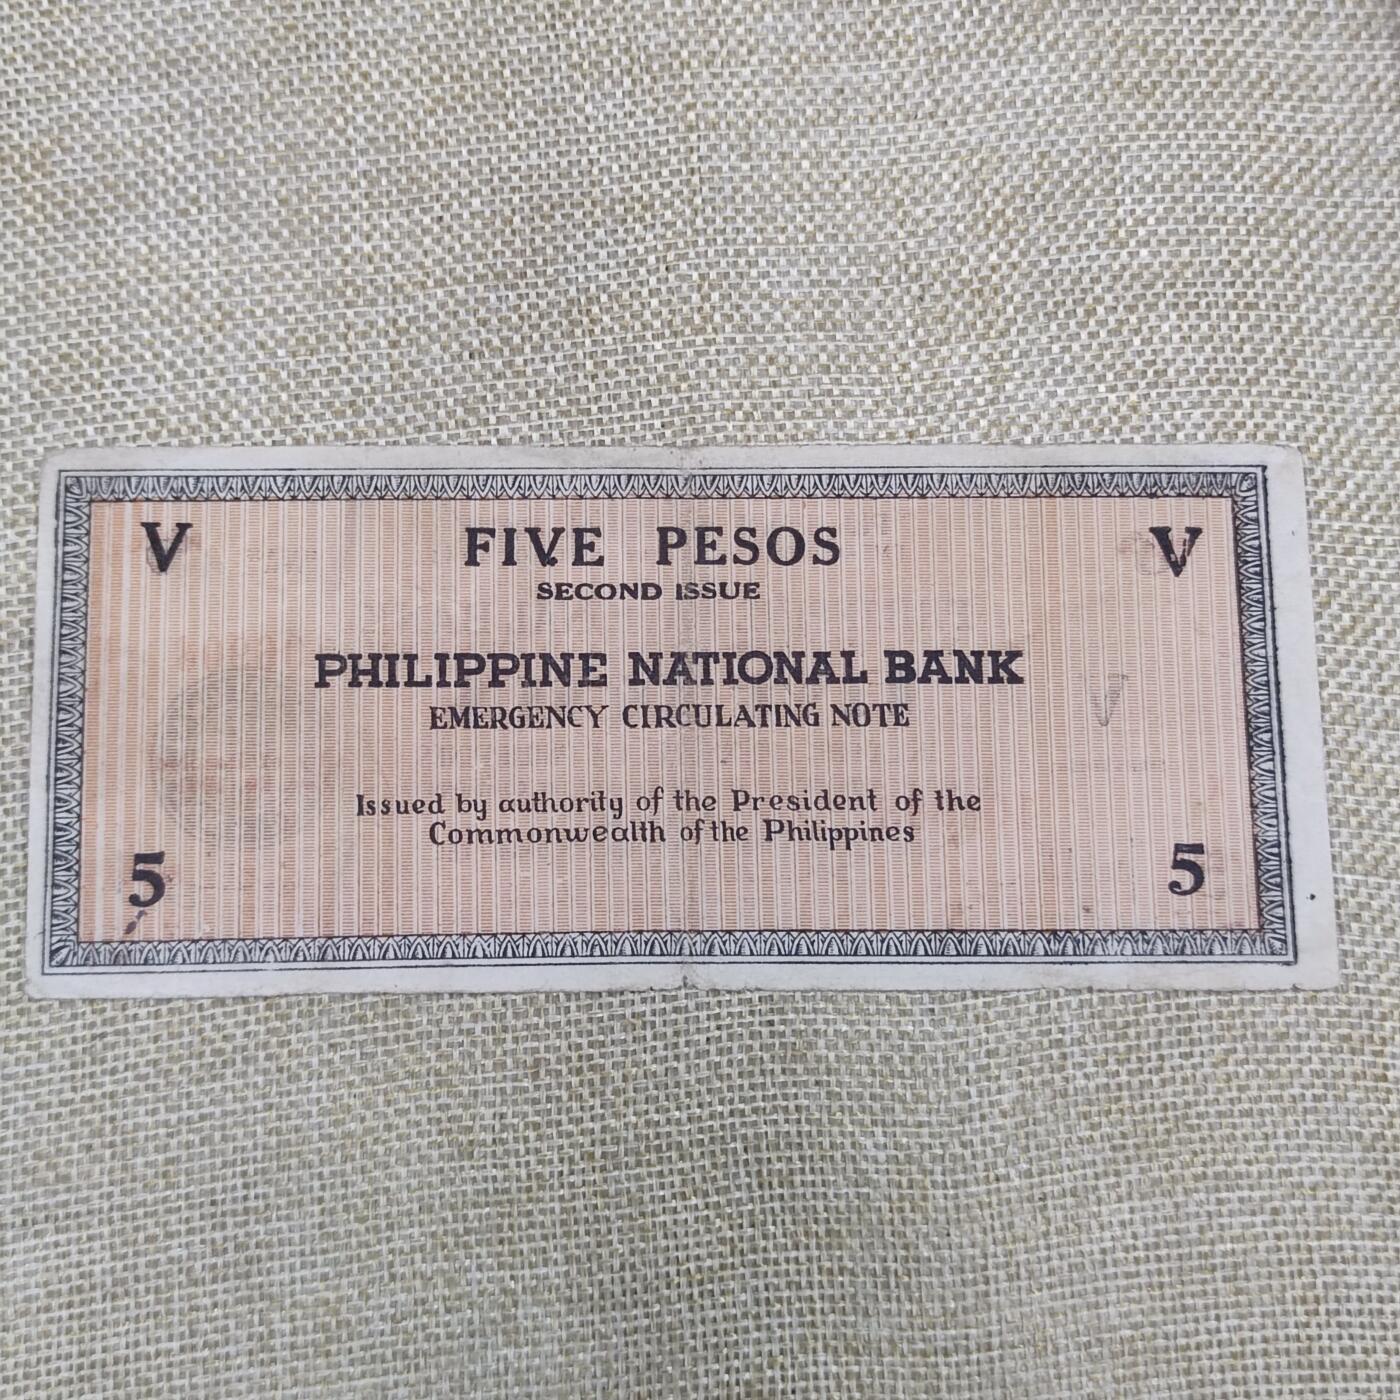 V FIVE PESOS V
SECOND ISSUE
PHILIPPINE NATIONAL BANK
EMERGENCY CIRCULATING NOTE
V
Issued by authority of the President of the
Commonwealth of the Philippines
5 5